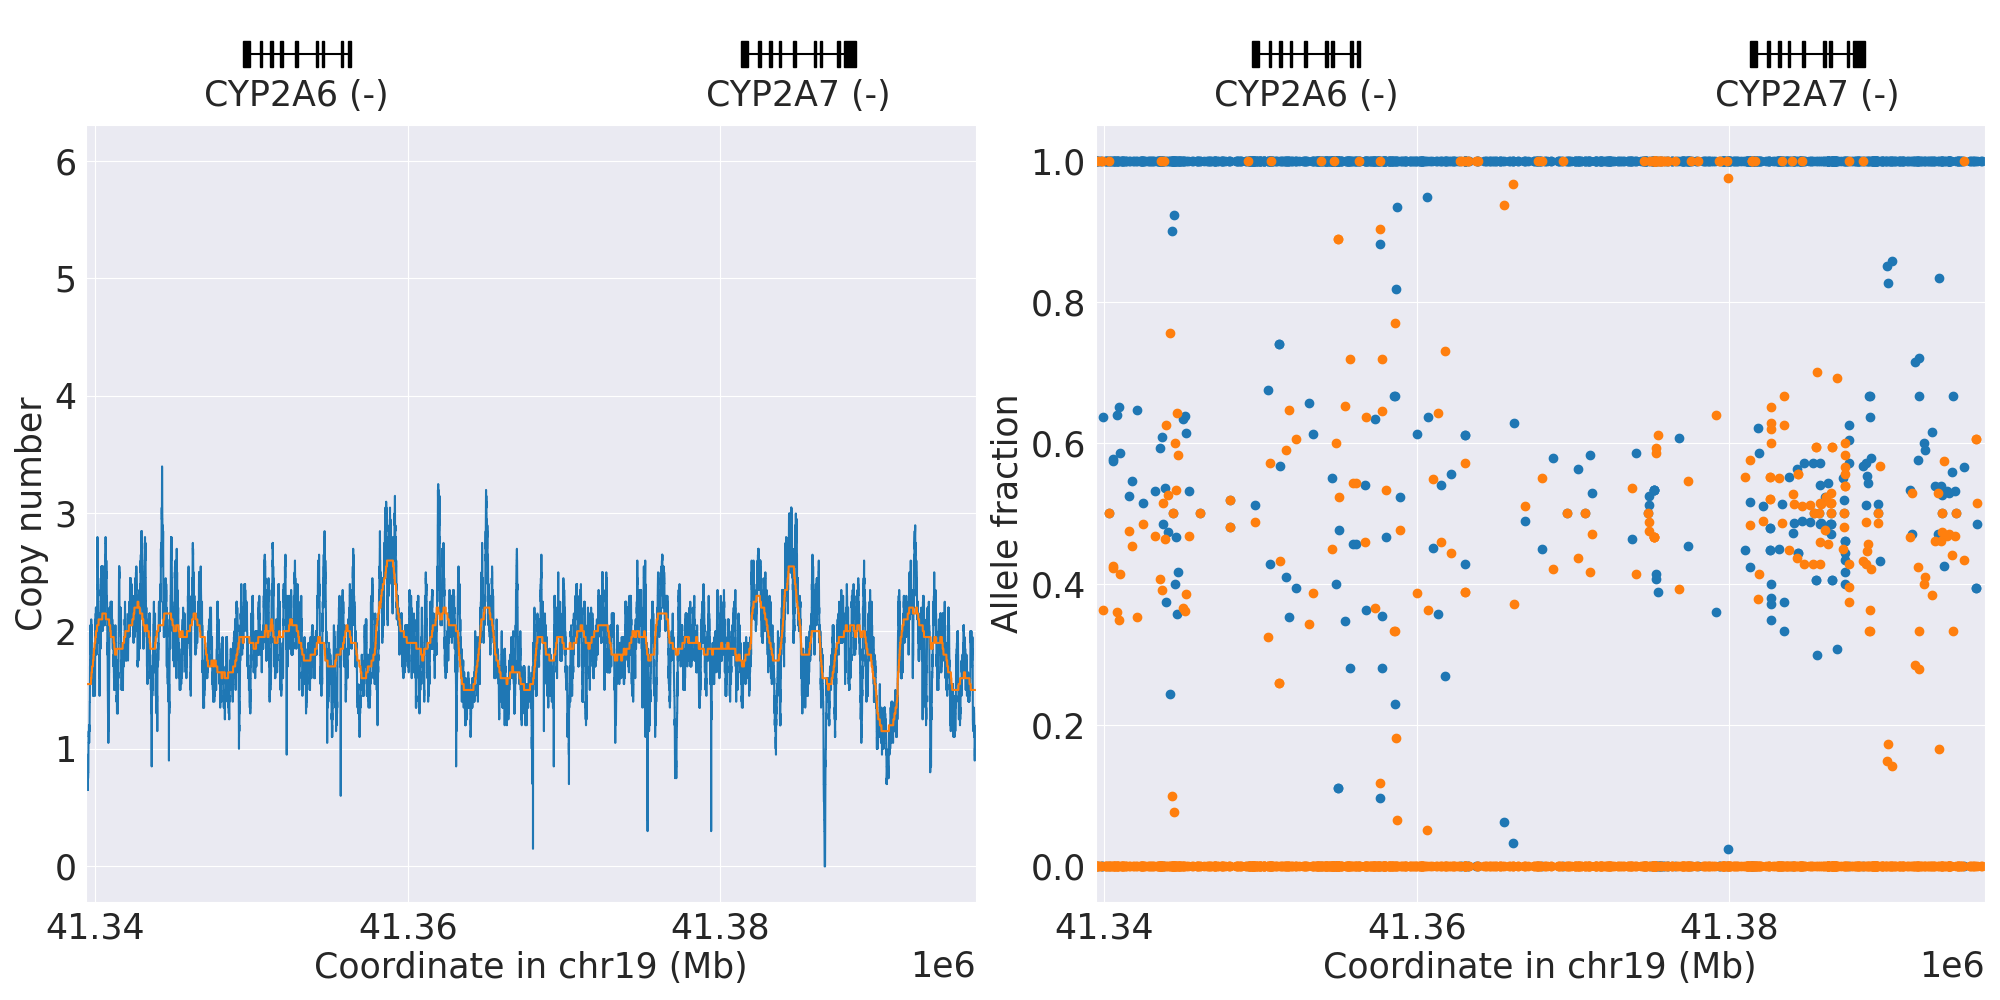 CYP2A6 (-)
CYP2A7 (-)
CYP2A6 (-)
CYP2A7 (-)
6
5
4
3
2
1
0
Copy number
41.34
41.36
41.38
Coordinate in chr19 (Mb)
1e6
1.0
0.8
0.6
0.4
0.2
0.0
Allele fraction
41.34
41.36
41.38
Coordinate in chr19 (Mb)
1e6